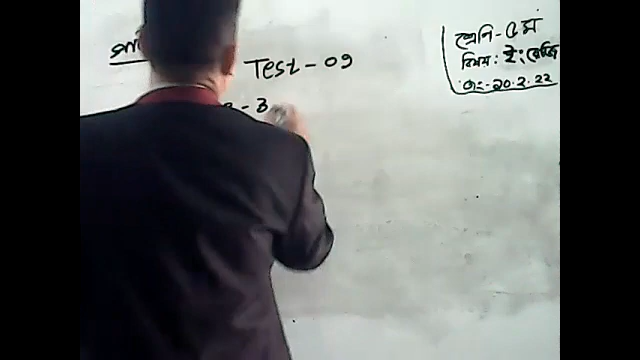 Test - 09
শ্রেণি - ৫ম
বিষয় : ইংরেজি
তাং - ২০.২.২২